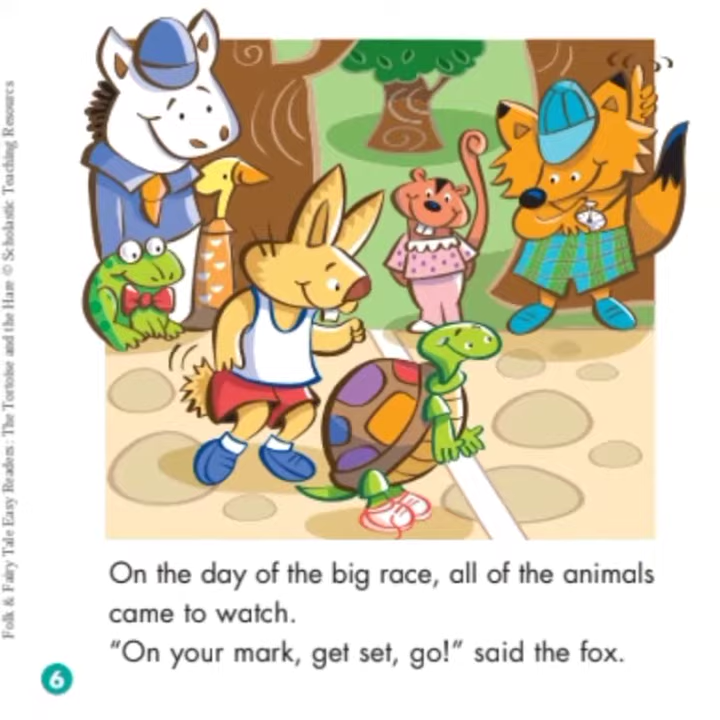 Folk & Fairy Tale Easy Readers: The Tortoise and the Hare © Scholastic Teaching Resources
On the day of the big race, all of the animals
came to watch.
“On your mark, get set, go!” said the fox.
6